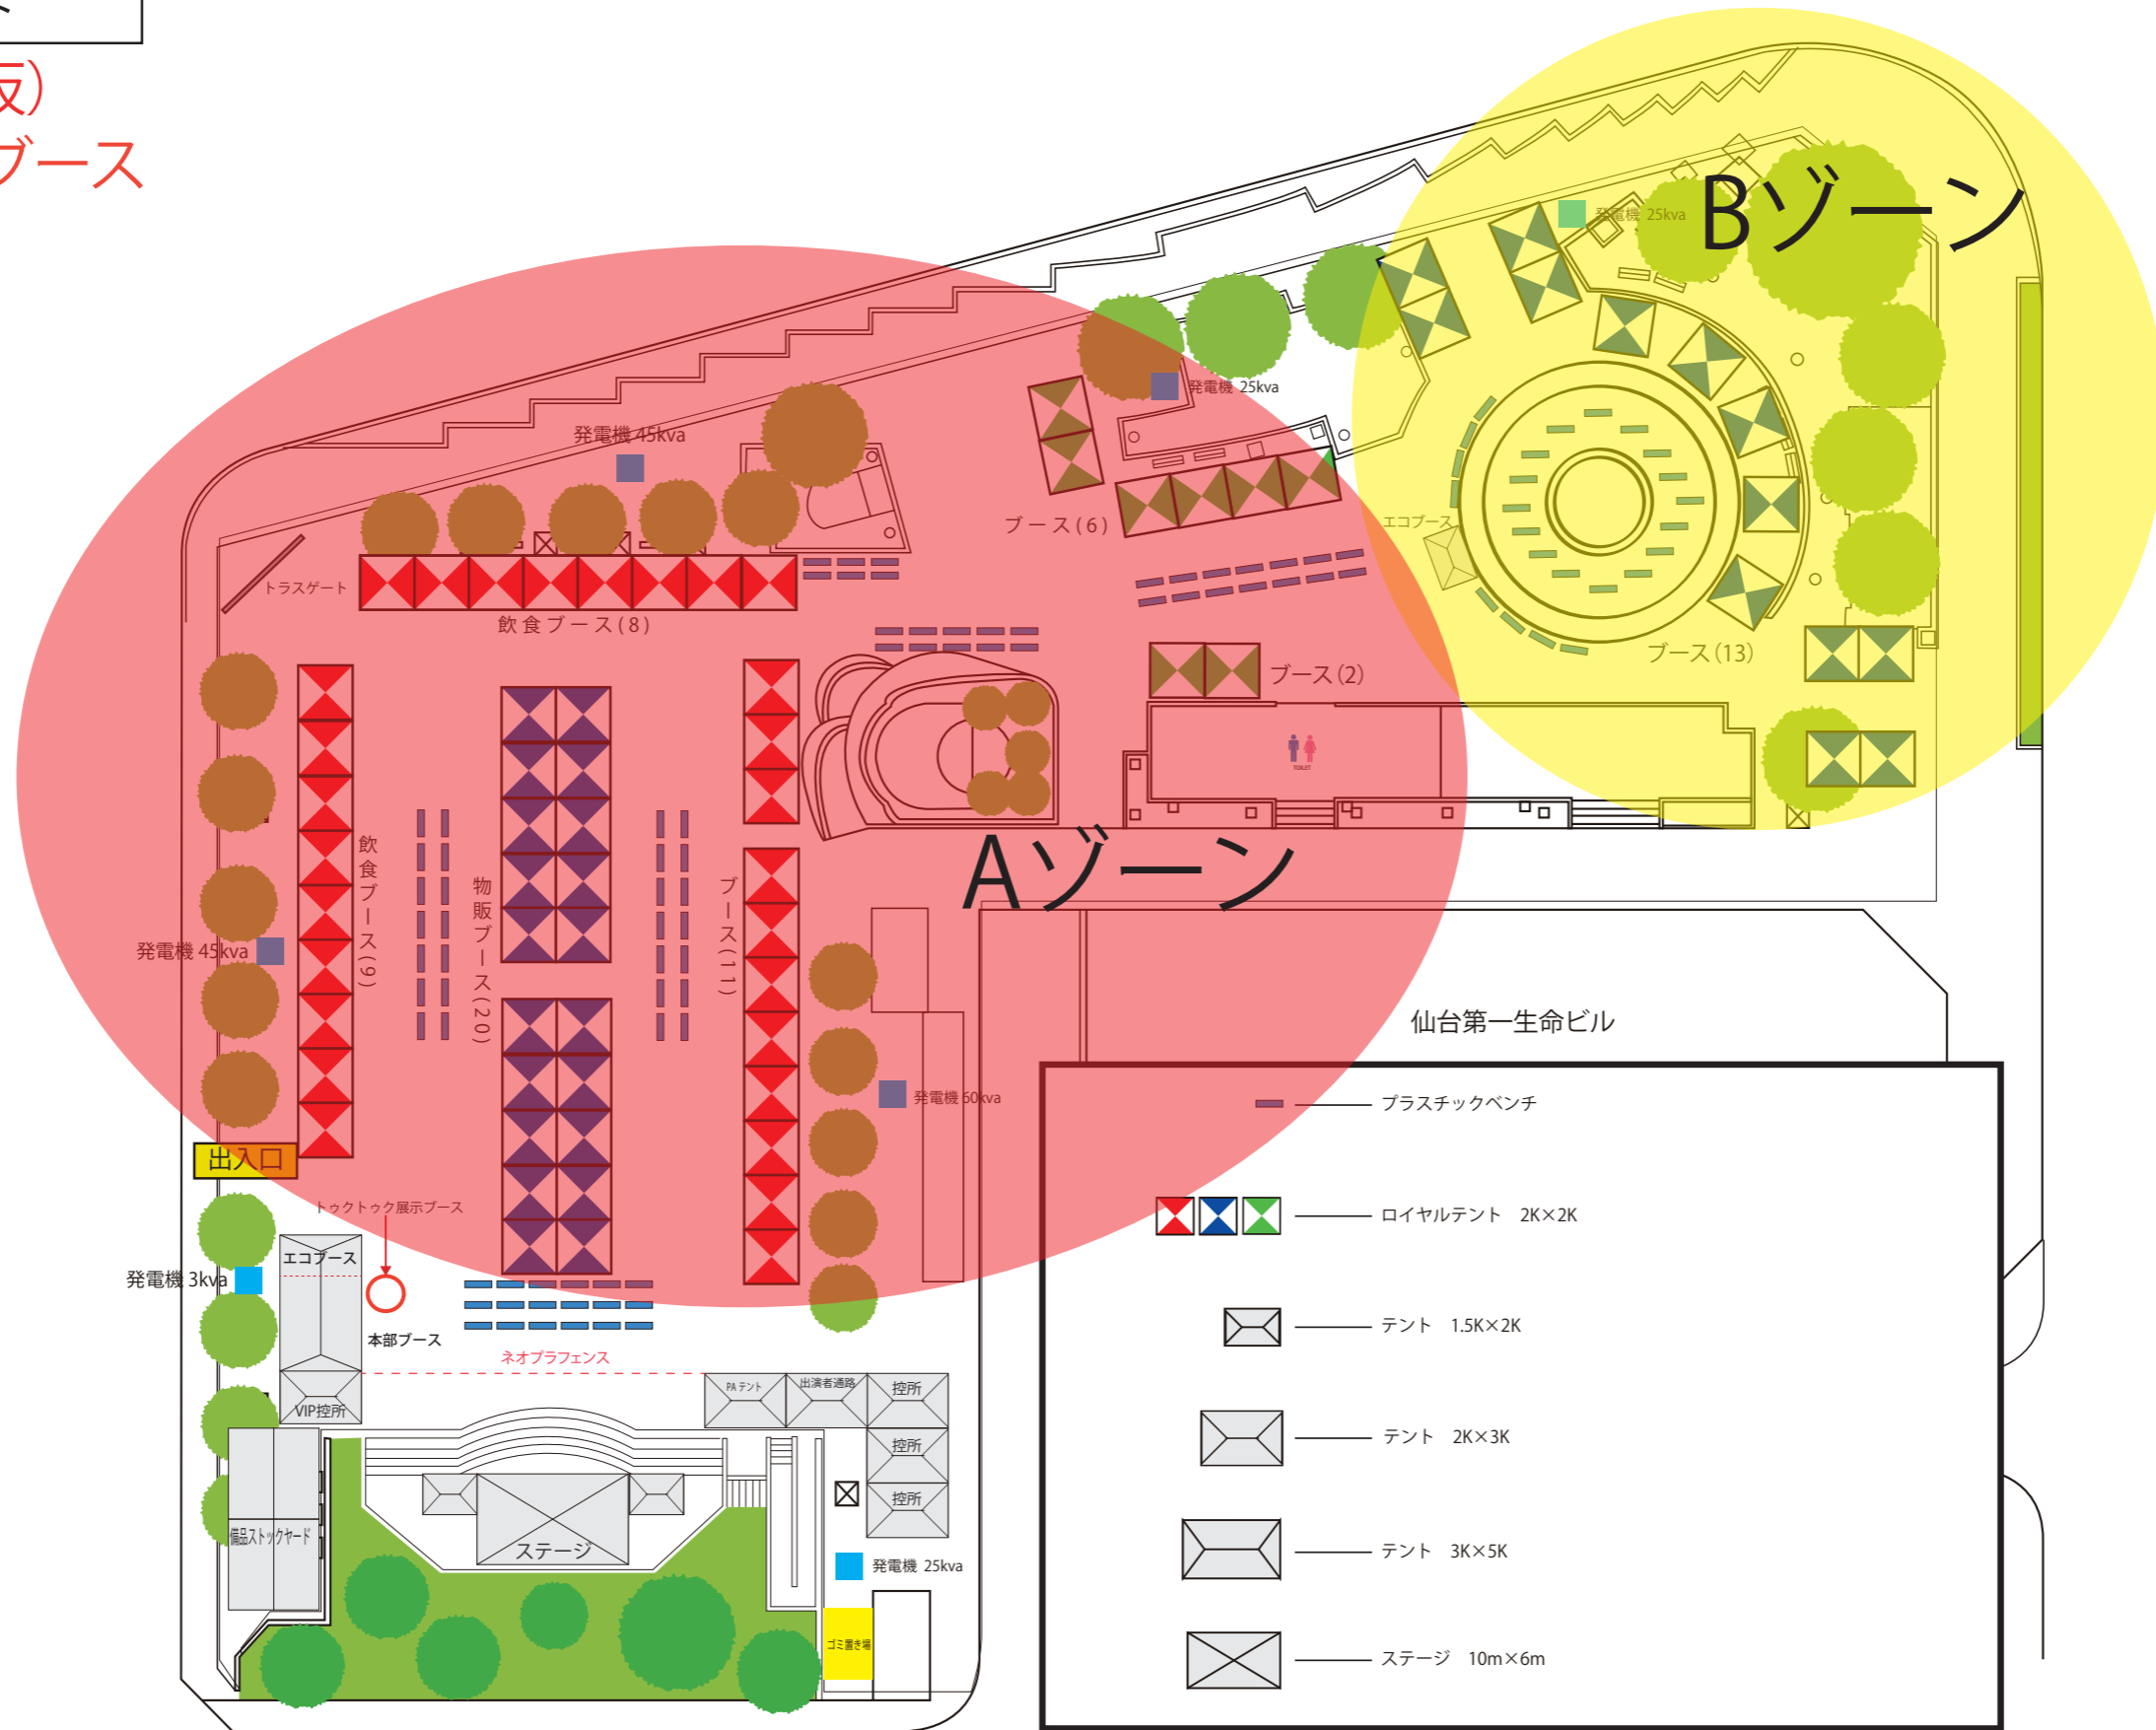 ブース
Bゾーン
発電機 25kva
発電機 25kva
発電機 45kva
ブース(6)
エコブース
トラスゲート
飲食ブース(8)
ブース(13)
ブース(2)
TOILET
Aゾーン
飲食ブース(9)
物販ブース(20)
ブース(11)
発電機 45kva
仙台第一生命ビル
発電機 60kva
プラスチックベンチ
出入口
トゥクトゥク展示ブース
ロイヤルテント 2K×2K
エコブース
発電機 3kva
本部ブース
テント 1.5K×2K
ネオプラフェンス
PAテント
出演者通路
控所
VIP控所
控所
テント 2K×3K
控所
備品ストックヤード
ステージ
発電機 25kva
テント 3K×5K
ゴミ置き場
ステージ 10m×6m